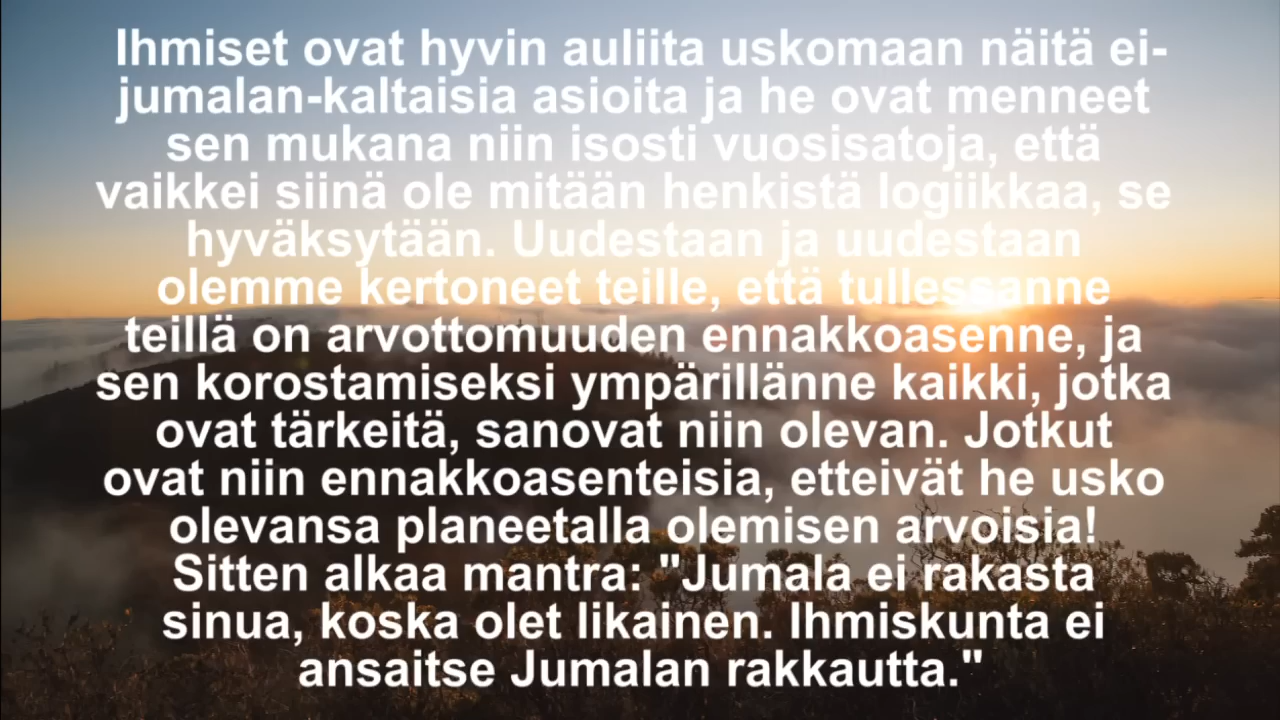 Ihmiset ovat hyvin auliita uskomaan näitä ei-
jumalan-kaltaisia asioita ja he ovat menneet
sen mukana niin isosti vuosisatoja, että
vaikkei siinä ole mitään henkistä logiikkaa, se
hyväksytään. Uudestaan ja uudestaan
olemme kertoneet teille, että tullessanne
teillä on arvottomuuden ennakkoasenne, ja
sen korostamiseksi ympärillänne kaikki, jotka
ovat tärkeitä, sanovat niin olevan. Jotkut
ovat niin ennakkoasenteisia, etteivät he usko
olevansa planeetalla olemisen arvoisia!
Sitten alkaa mantra: "Jumala ei rakasta
sinua, koska olet likainen. Ihmiskunta ei
ansaitse Jumalan rakkautta."